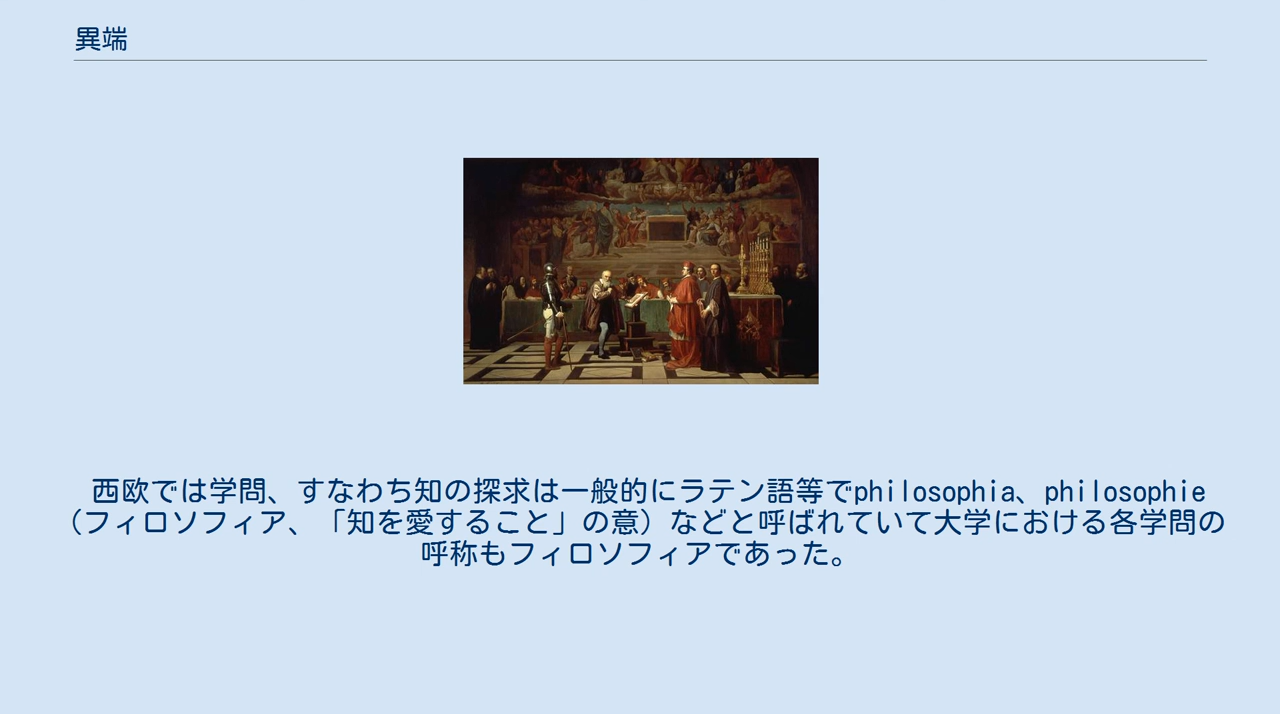 異端
西欧では学問、すなわち知の探求は一般的にラテン語等でphilosophia、philosophie
（フィロソフィア、「知を愛すること」の意）などと呼ばれていて大学における各学問の
呼称もフィロソフィアであった。